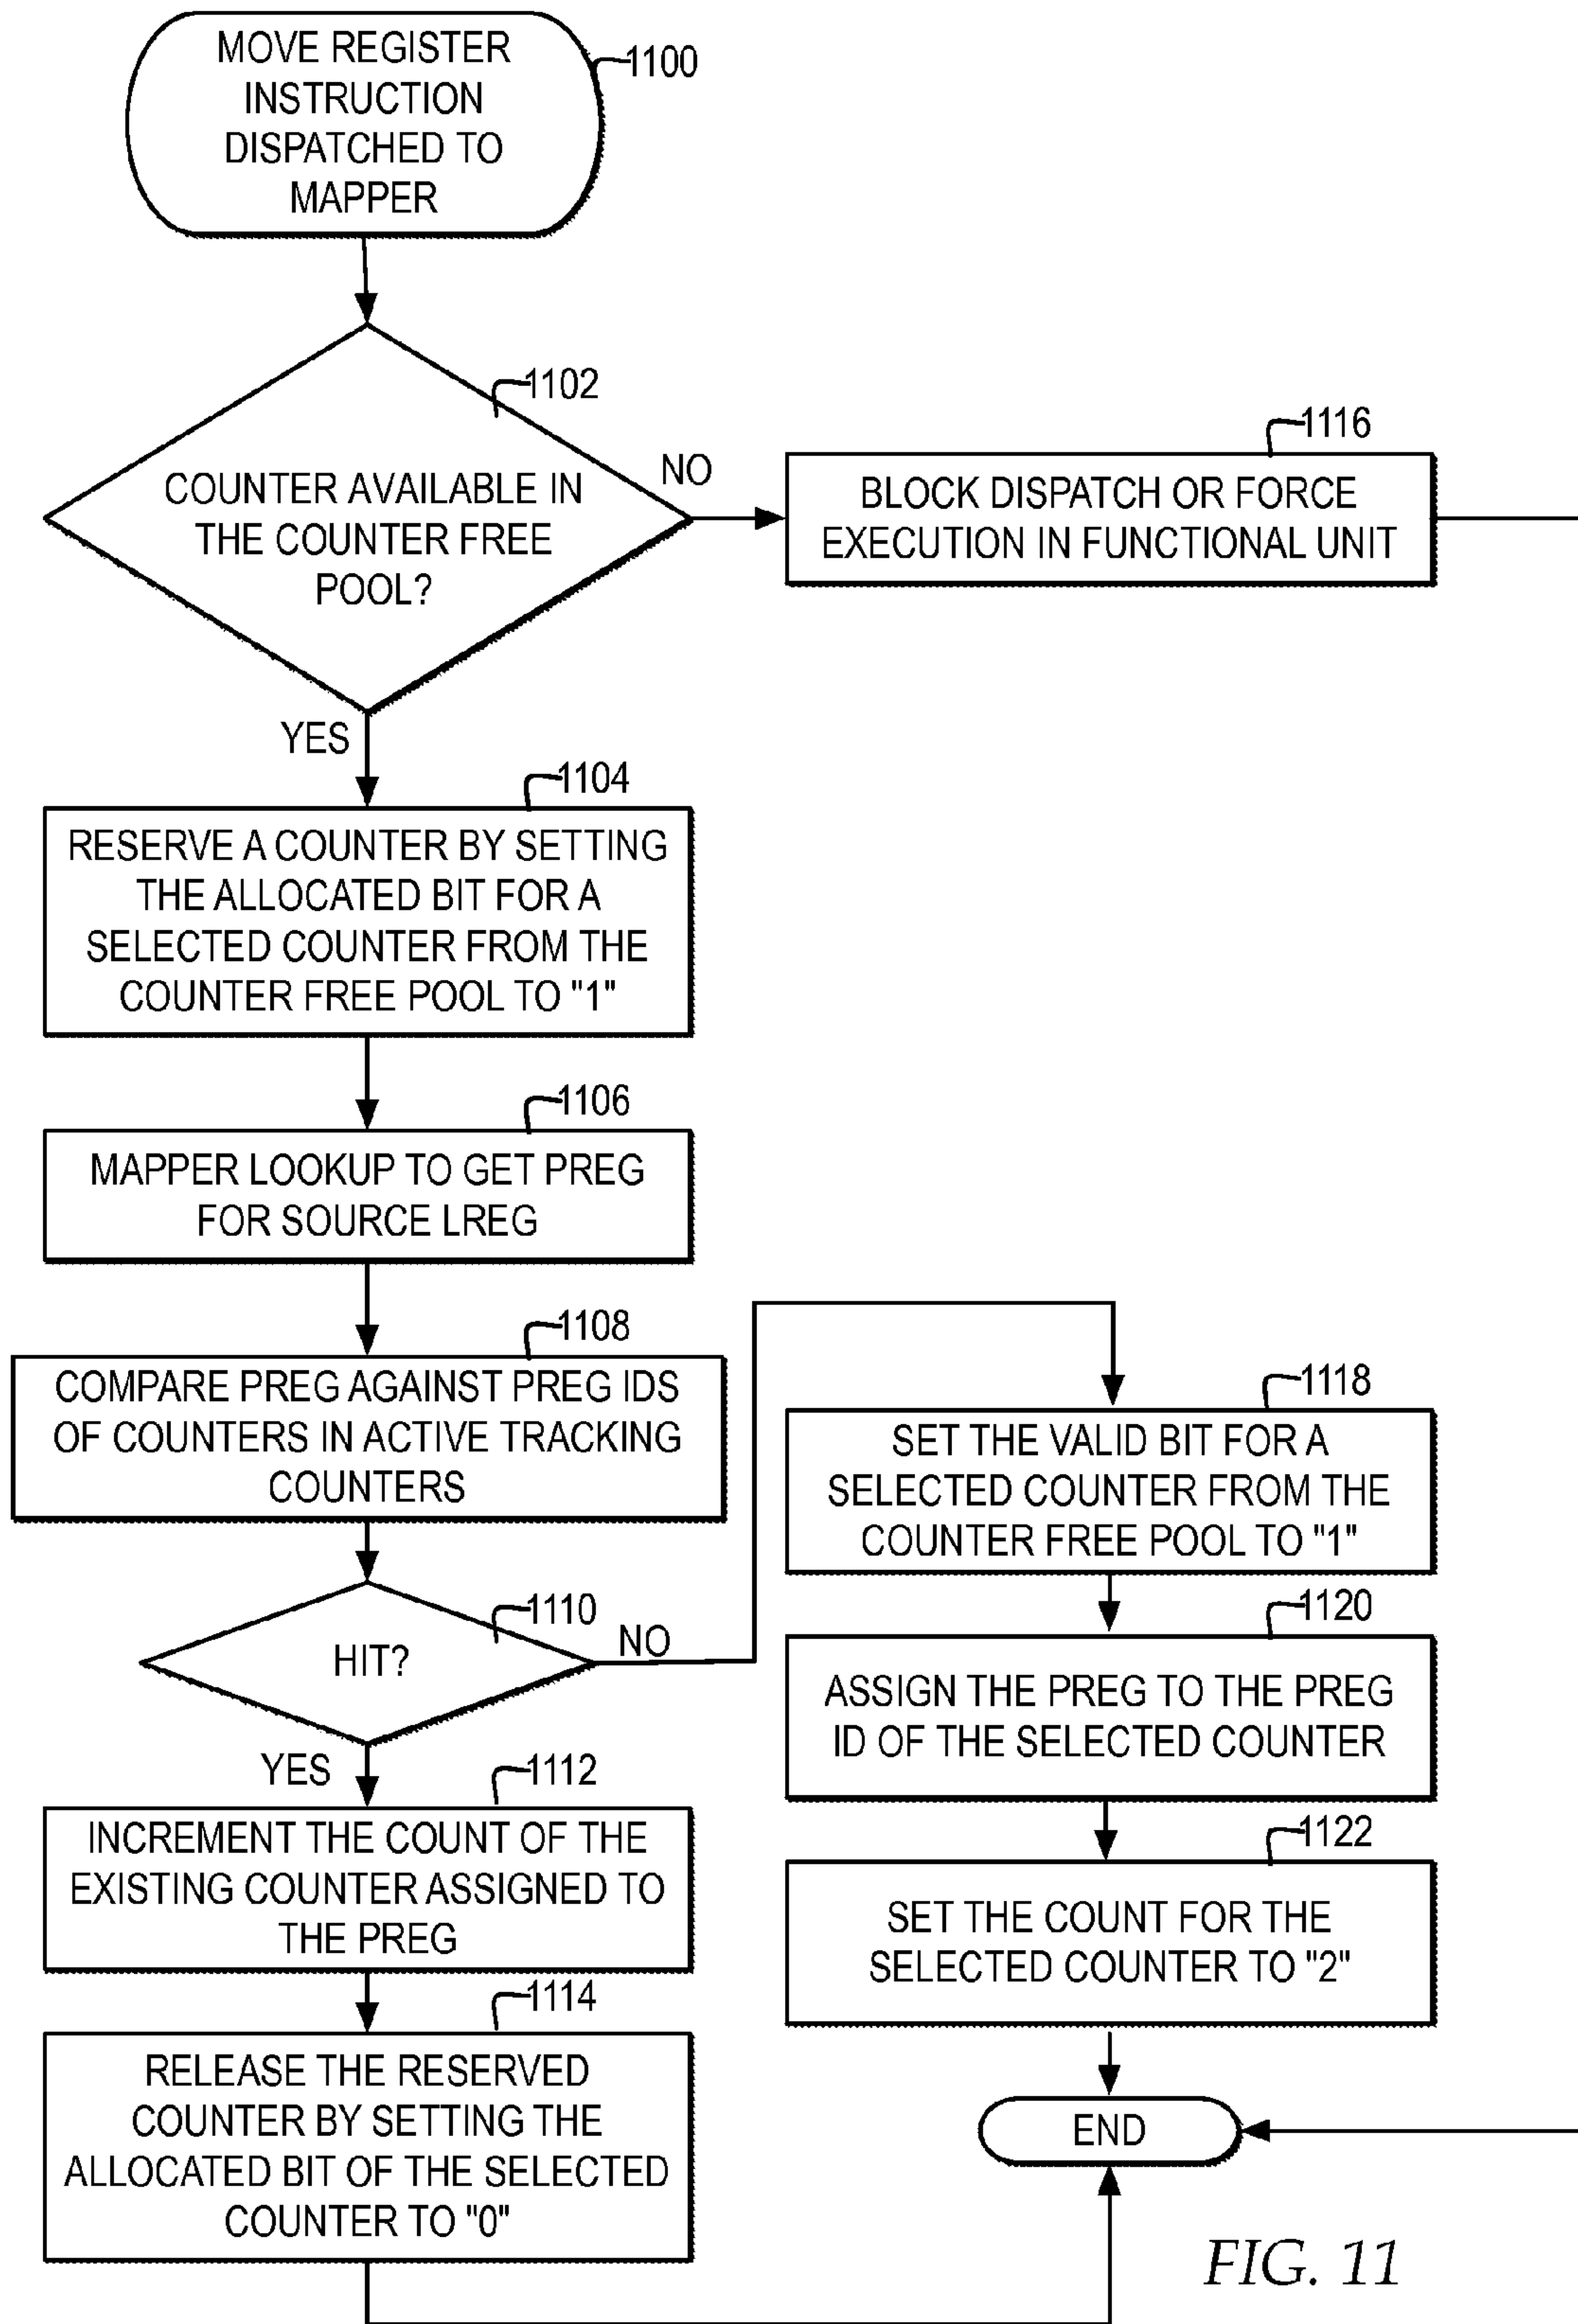 MOVE REGISTER
INSTRUCTION
DISPATCHED TO
MAPPER
1100
1102
COUNTER AVAILABLE IN
THE COUNTER FREE
POOL?
NO
1116
BLOCK DISPATCH OR FORCE
EXECUTION IN FUNCTIONAL UNIT
YES
1104
RESERVE A COUNTER BY SETTING
THE ALLOCATED BIT FOR A
SELECTED COUNTER FROM THE
COUNTER FREE POOL TO "1"
1106
MAPPER LOOKUP TO GET PREG
FOR SOURCE LREG
1108
COMPARE PREG AGAINST PREG IDS
OF COUNTERS IN ACTIVE TRACKING
COUNTERS
1110
HIT?
NO
YES
1112
INCREMENT THE COUNT OF THE
EXISTING COUNTER ASSIGNED TO
THE PREG
1114
RELEASE THE RESERVED
COUNTER BY SETTING THE
ALLOCATED BIT OF THE SELECTED
COUNTER TO "0"
1118
SET THE VALID BIT FOR A
SELECTED COUNTER FROM THE
COUNTER FREE POOL TO "1"
1120
ASSIGN THE PREG TO THE PREG
ID OF THE SELECTED COUNTER
1122
SET THE COUNT FOR THE
SELECTED COUNTER TO "2"
END
FIG. 11